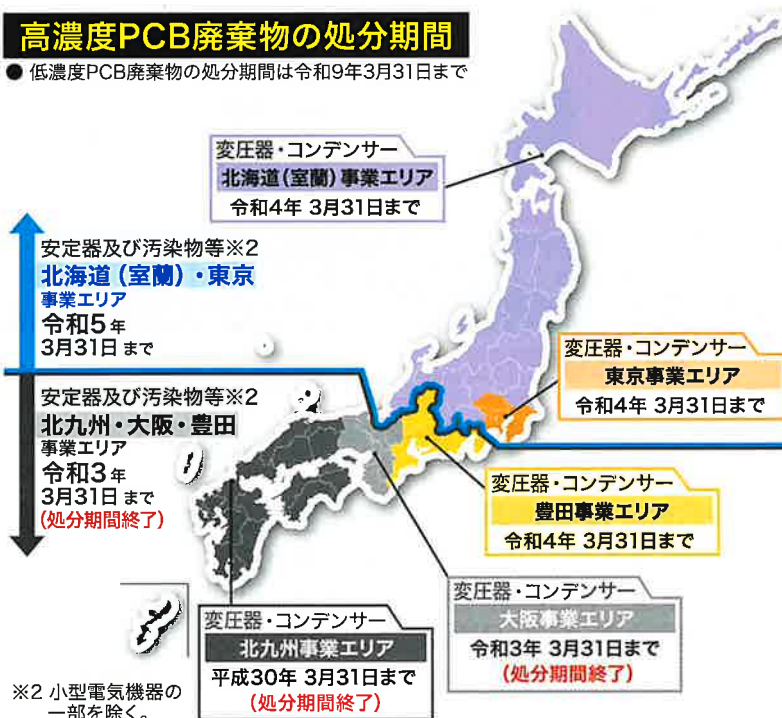 高濃度PCB廃棄物の処分期間
● 低濃度PCB廃棄物の処分期間は令和9年3月31日まで
変圧器・コンデンサー
北海道(室蘭)事業エリア
令和4年 3月31日まで
安定器及び汚染物等※2
北海道(室蘭)・東京
事業エリア
令和5年
3月31日 まで
変圧器・コンデンサー
東京事業エリア
令和4年 3月31日まで
安定器及び汚染物等※2
北九州・大阪・豊田
事業エリア
令和3年
3月31日 まで
(処分期間終了)
変圧器・コンデンサー
豊田事業エリア
令和4年 3月31日まで
変圧器・コンデンサー
大阪事業エリア
令和3年 3月31日まで
(処分期間終了)
変圧器・コンデンサー
北九州事業エリア
平成30年 3月31日まで
(処分期間終了)
※2 小型電気機器の
一部を除く。